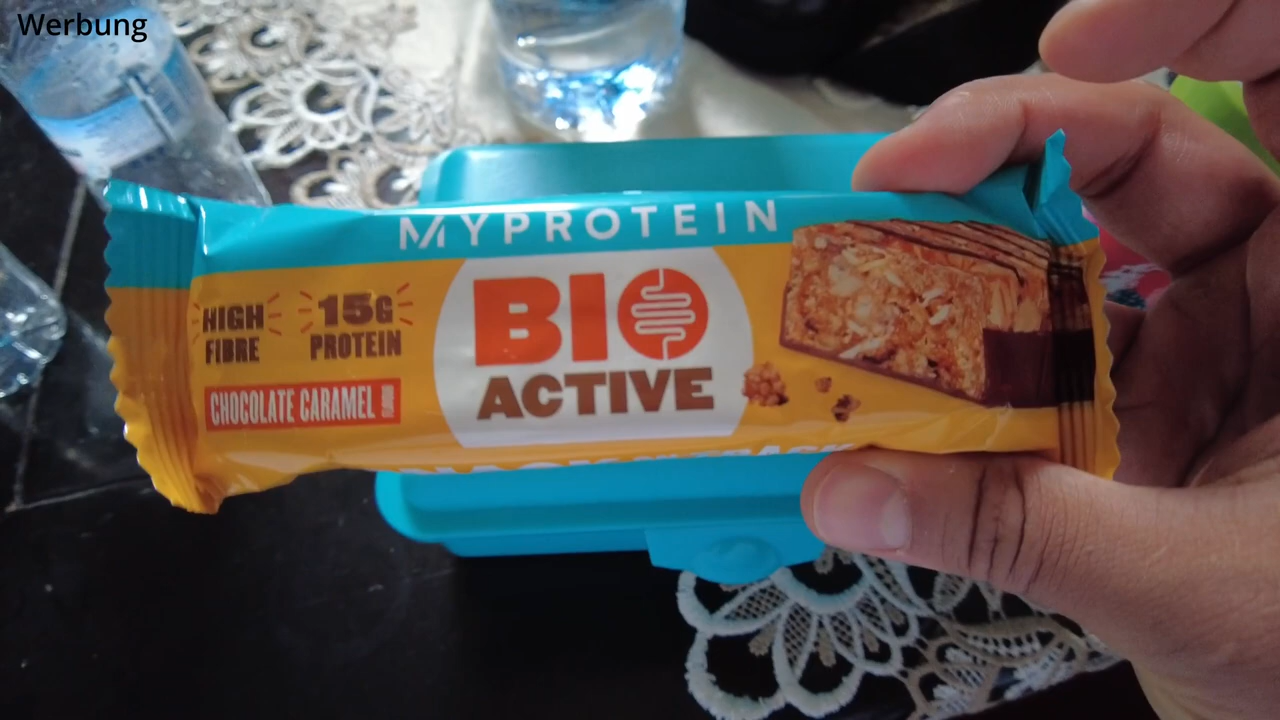 Werbung
MYPROTEIN
HIGH
FIBRE
15G
PROTEIN
CHOCOLATE CARAMEL
BIO
ACTIVE